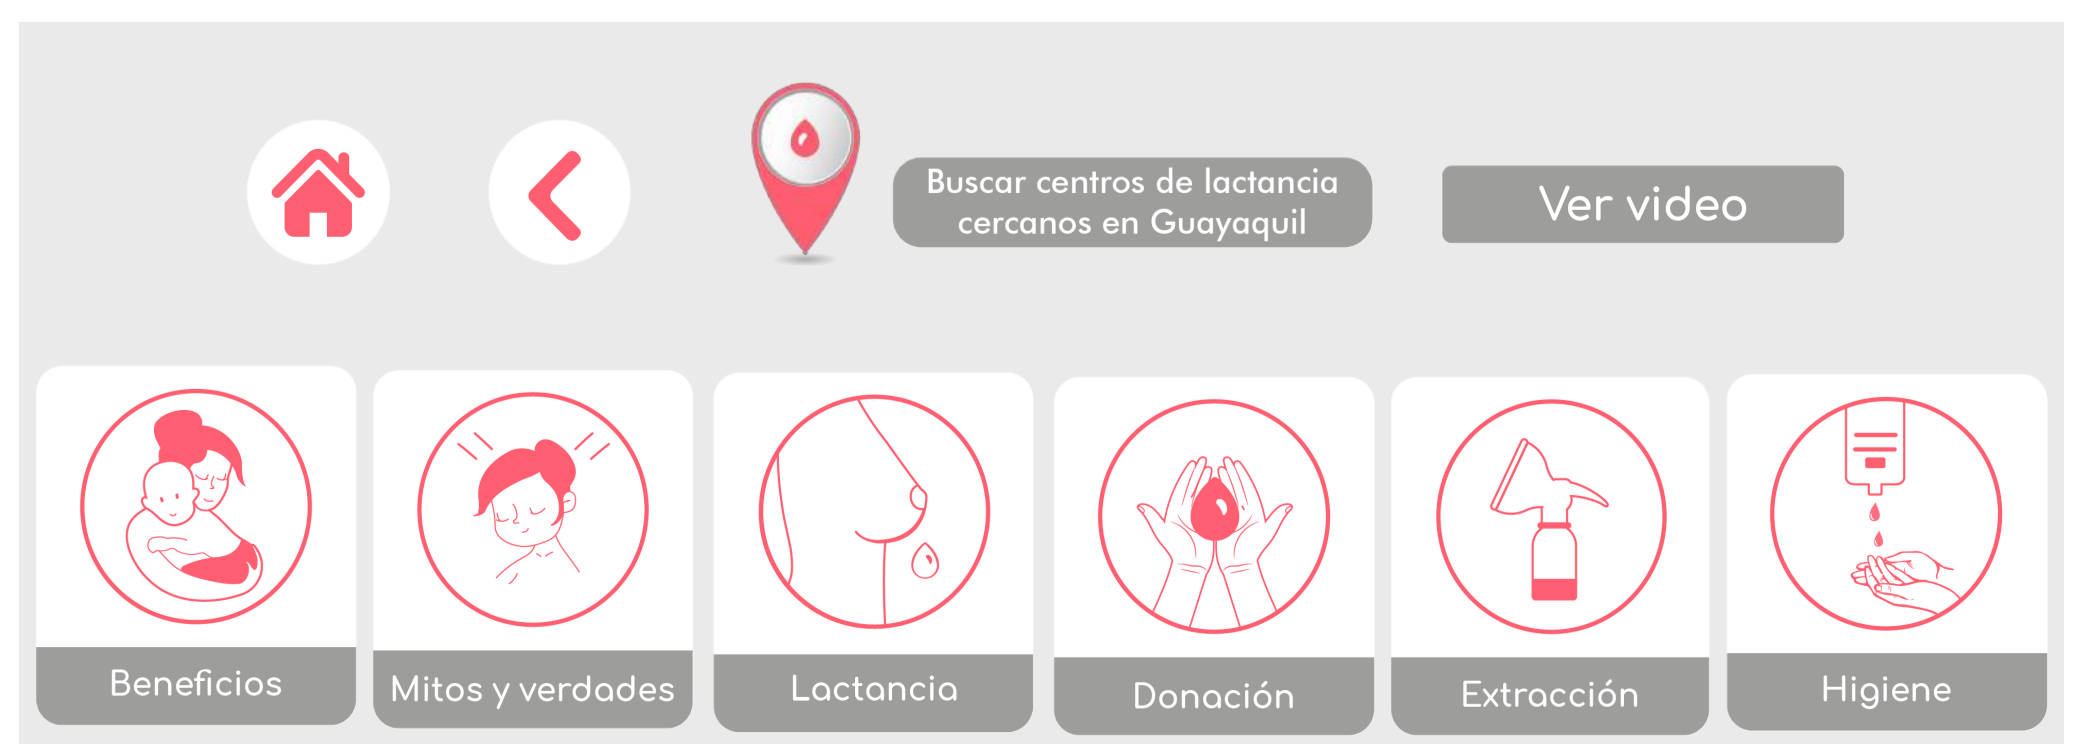 Buscar centros de lactancia
cercanos en Guayaquil
Ver video
Beneficios
Mitos y verdades
Lactancia
Donación
Extracción
Higiene